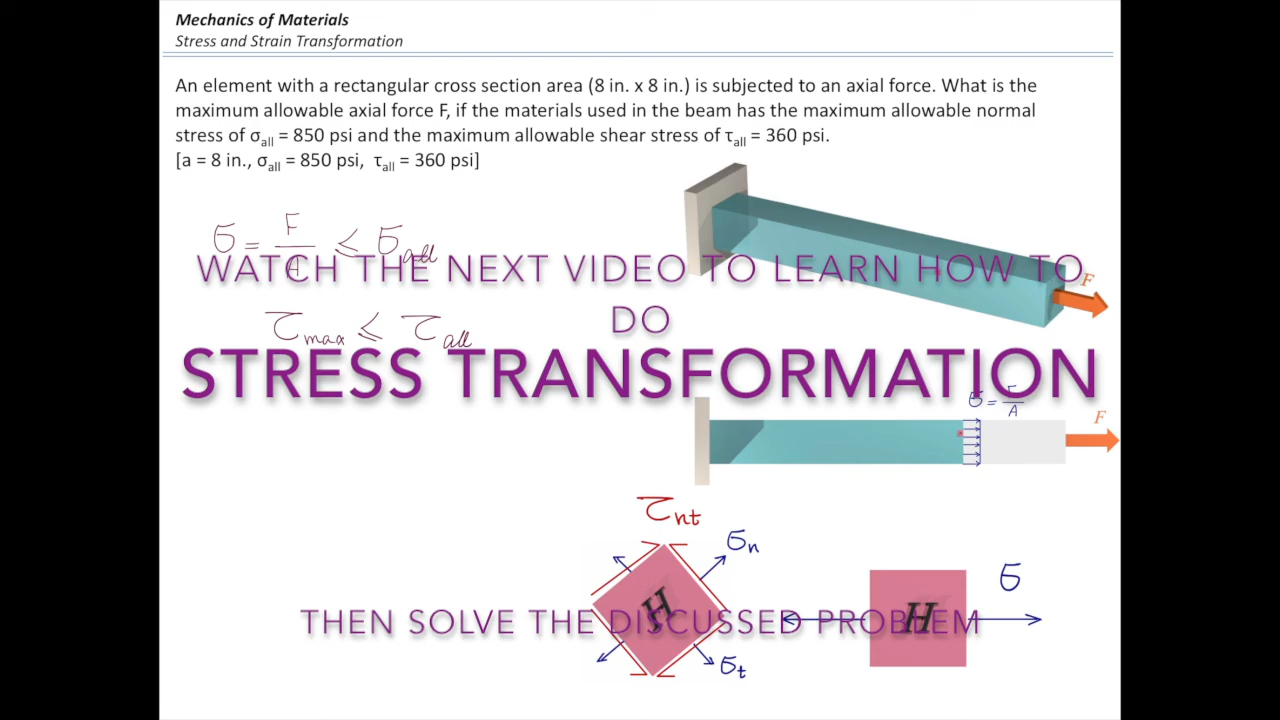 Mechanics of Materials
Stress and Strain Transformation
An element with a rectangular cross section area (8 in. x 8 in.) is subjected to an axial force. What is the
maximum allowable axial force F, if the materials used in the beam has the maximum allowable normal
stress of σall = 850 psi and the maximum allowable shear stress of τall = 360 psi.
[a = 8 in., σall = 850 psi, τall = 360 psi]
σ = F/A ≤ σall
WATCH THE NEXT VIDEO TO LEARN HOW TO
F
DO
τmax ≤ τall
STRESS TRANSFORMATION
σ = F/A
F
τnt
σn
σ
H
H
THEN SOLVE THE DISCUSSED PROBLEM
σt